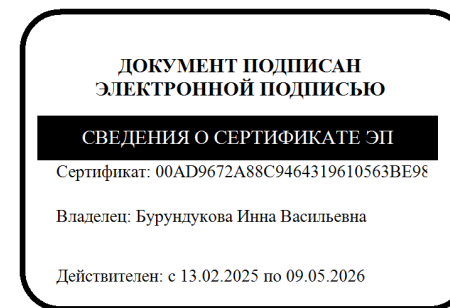 ДОКУМЕНТ ПОДПИСАН
ЭЛЕКТРОННОЙ ПОДПИСЬЮ
СВЕДЕНИЯ О СЕРТИФИКАТЕ ЭП
Сертификат: 00AD9672A88C9464319610563BE98
Владелец: Бурундукова Инна Васильевна
Действителен: с 13.02.2025 по 09.05.2026